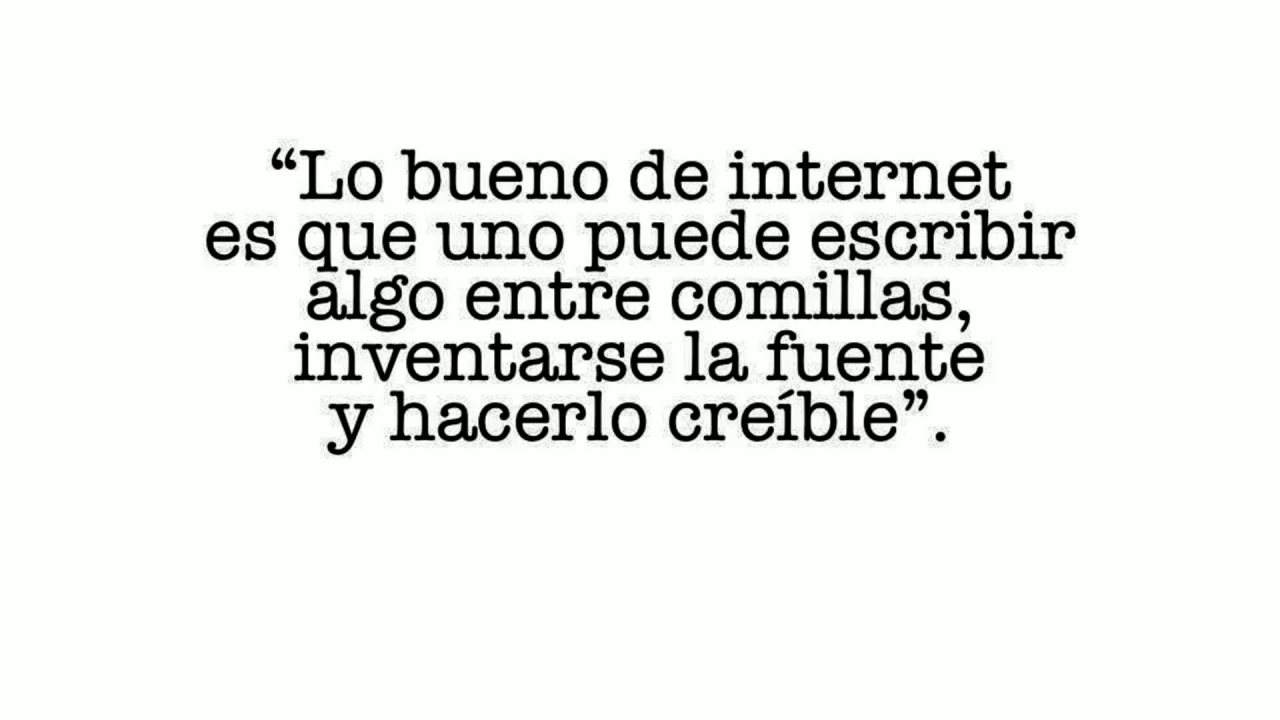 “Lo bueno de internet
es que uno puede escribir
algo entre comillas,
inventarse la fuente
y hacerlo creíble”.